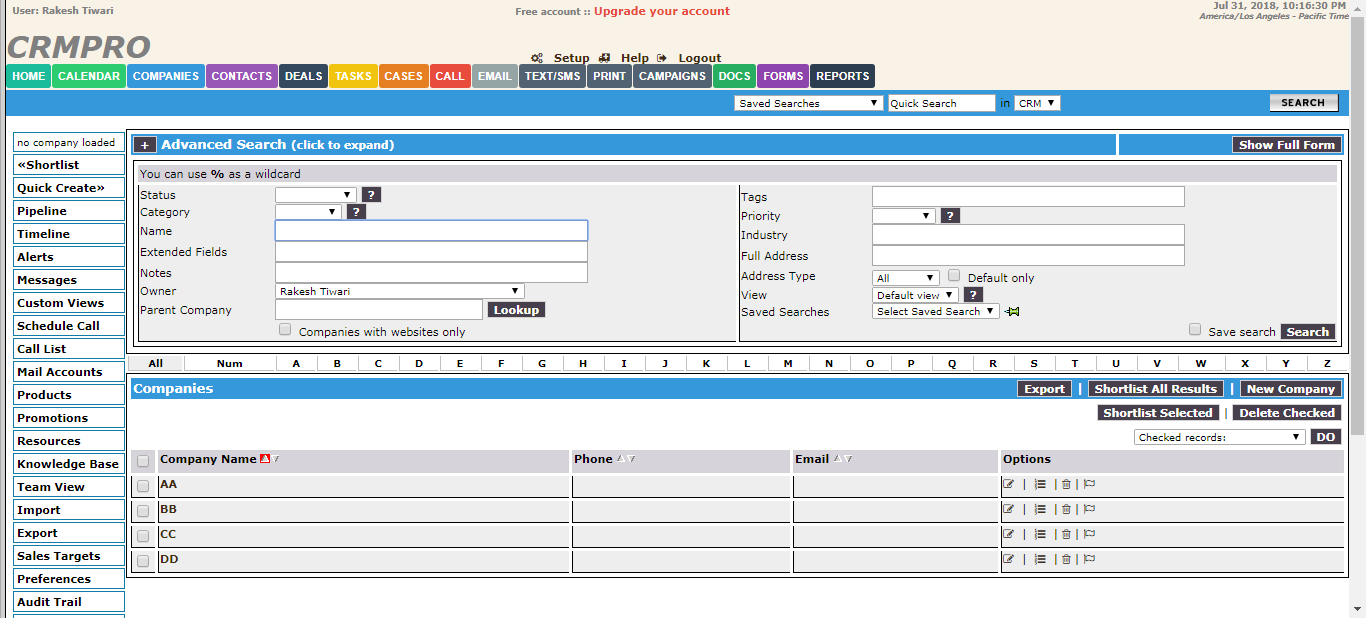 User: Rakesh Tiwari
Free account :: Upgrade your account
Jul 31, 2018, 10:16:30 PM
America/Los Angeles - Pacific Time
CRMPRO
Setup Help Logout
HOME CALENDAR COMPANIES CONTACTS DEALS TASKS CASES CALL EMAIL TEXT/SMS PRINT CAMPAIGNS DOCS FORMS REPORTS
Saved Searches Quick Search in CRM SEARCH
no company loaded
«Shortlist
Quick Create»
Pipeline
Timeline
Alerts
Messages
Custom Views
Schedule Call
Call List
Mail Accounts
Products
Promotions
Resources
Knowledge Base
Team View
Import
Export
Sales Targets
Preferences
Audit Trail
+ Advanced Search (click to expand) Show Full Form
You can use % as a wildcard
Status ?
Category ?
Name
Extended Fields
Notes
Owner Rakesh Tiwari
Parent Company Lookup
Companies with websites only
Tags
Priority ?
Industry
Full Address
Address Type All Default only
View Default view ?
Saved Searches Select Saved Search
Save search Search
All Num A B C D E F G H I J K L M N O P Q R S T U V W X Y Z
Companies Export | Shortlist All Results | New Company
Shortlist Selected | Delete Checked
Checked records: DO
Company Name Phone Email Options
AA | | |
BB | | |
CC | | |
DD | | |